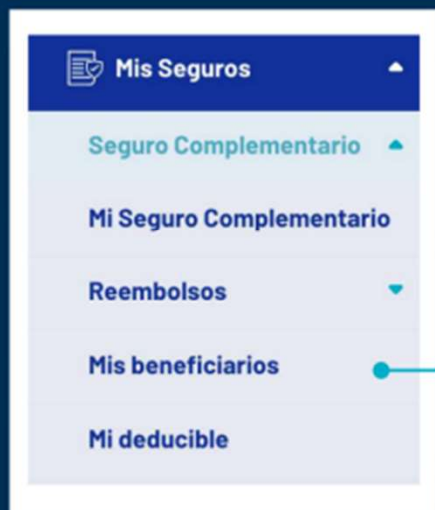 Mis Seguros
Seguro Complementario
Mi Seguro Complementario
Reembolsos
Mis beneficiarios
Mi deducible